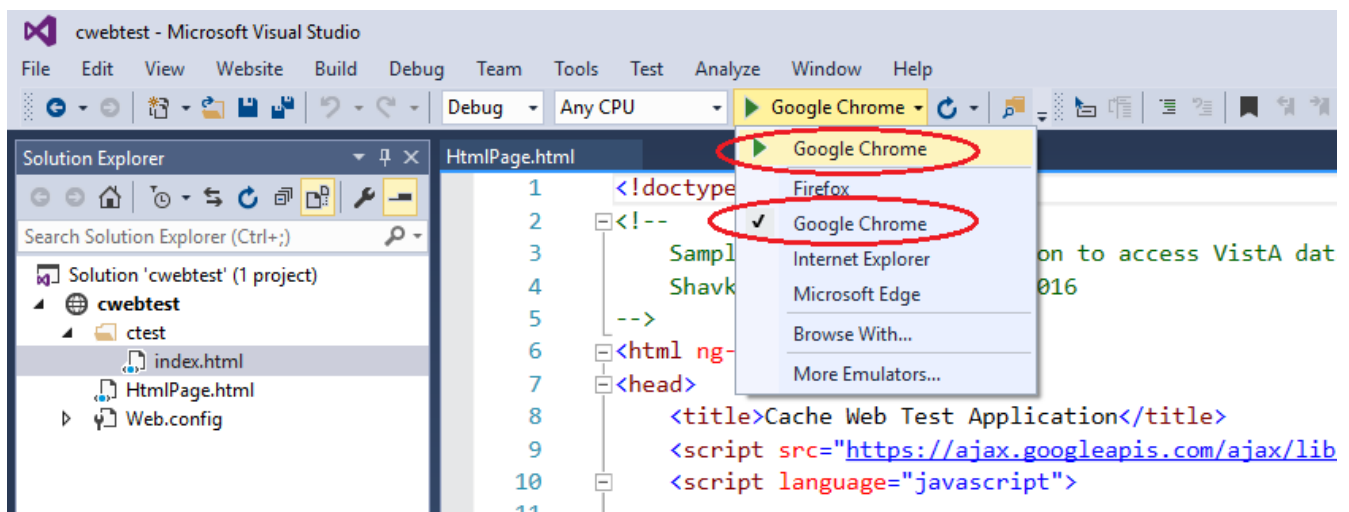 cwebtest - Microsoft Visual Studio
File Edit View Website Build Debug Team Tools Test Analyze Window Help
Debug Any CPU Google Chrome
Solution Explorer
Search Solution Explorer (Ctrl+;)
Solution 'cwebtest' (1 project)
cwebtest
ctest
index.html
HtmlPage.html
Web.config
HtmlPage.html
1 <!doctype
2 <!--
3 Sampl on to access VistA dat
4 Shavk 016
5 -->
6 <html ng-
7 <head>
8 <title>Cache Web Test Application</title>
9 <script src="https://ajax.googleapis.com/ajax/lib
10 <script language="javascript">
11
Google Chrome
Firefox
Google Chrome
Internet Explorer
Microsoft Edge
Browse With...
More Emulators...